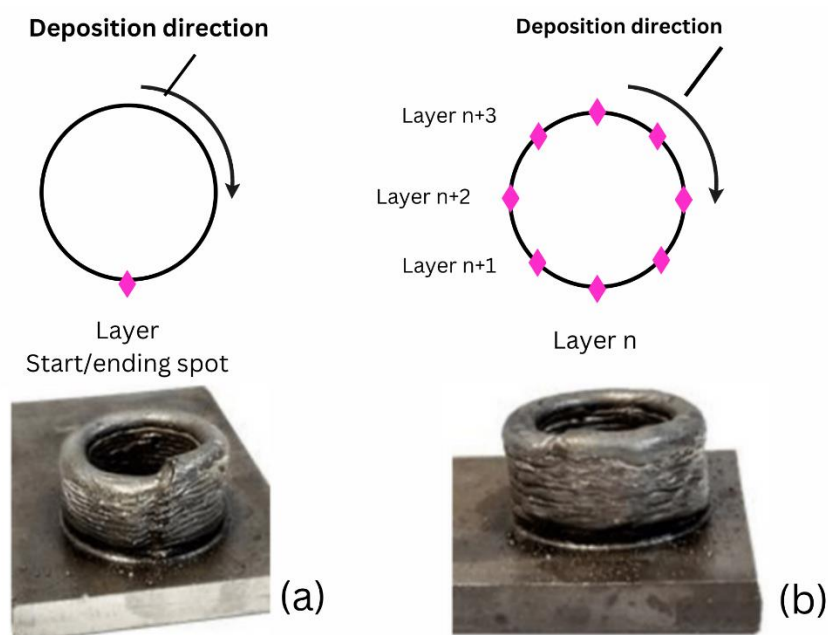 Deposition direction
Layer
Start/ending spot
(a)
Deposition direction
Layer n+3
Layer n+2
Layer n+1
Layer n
(b)